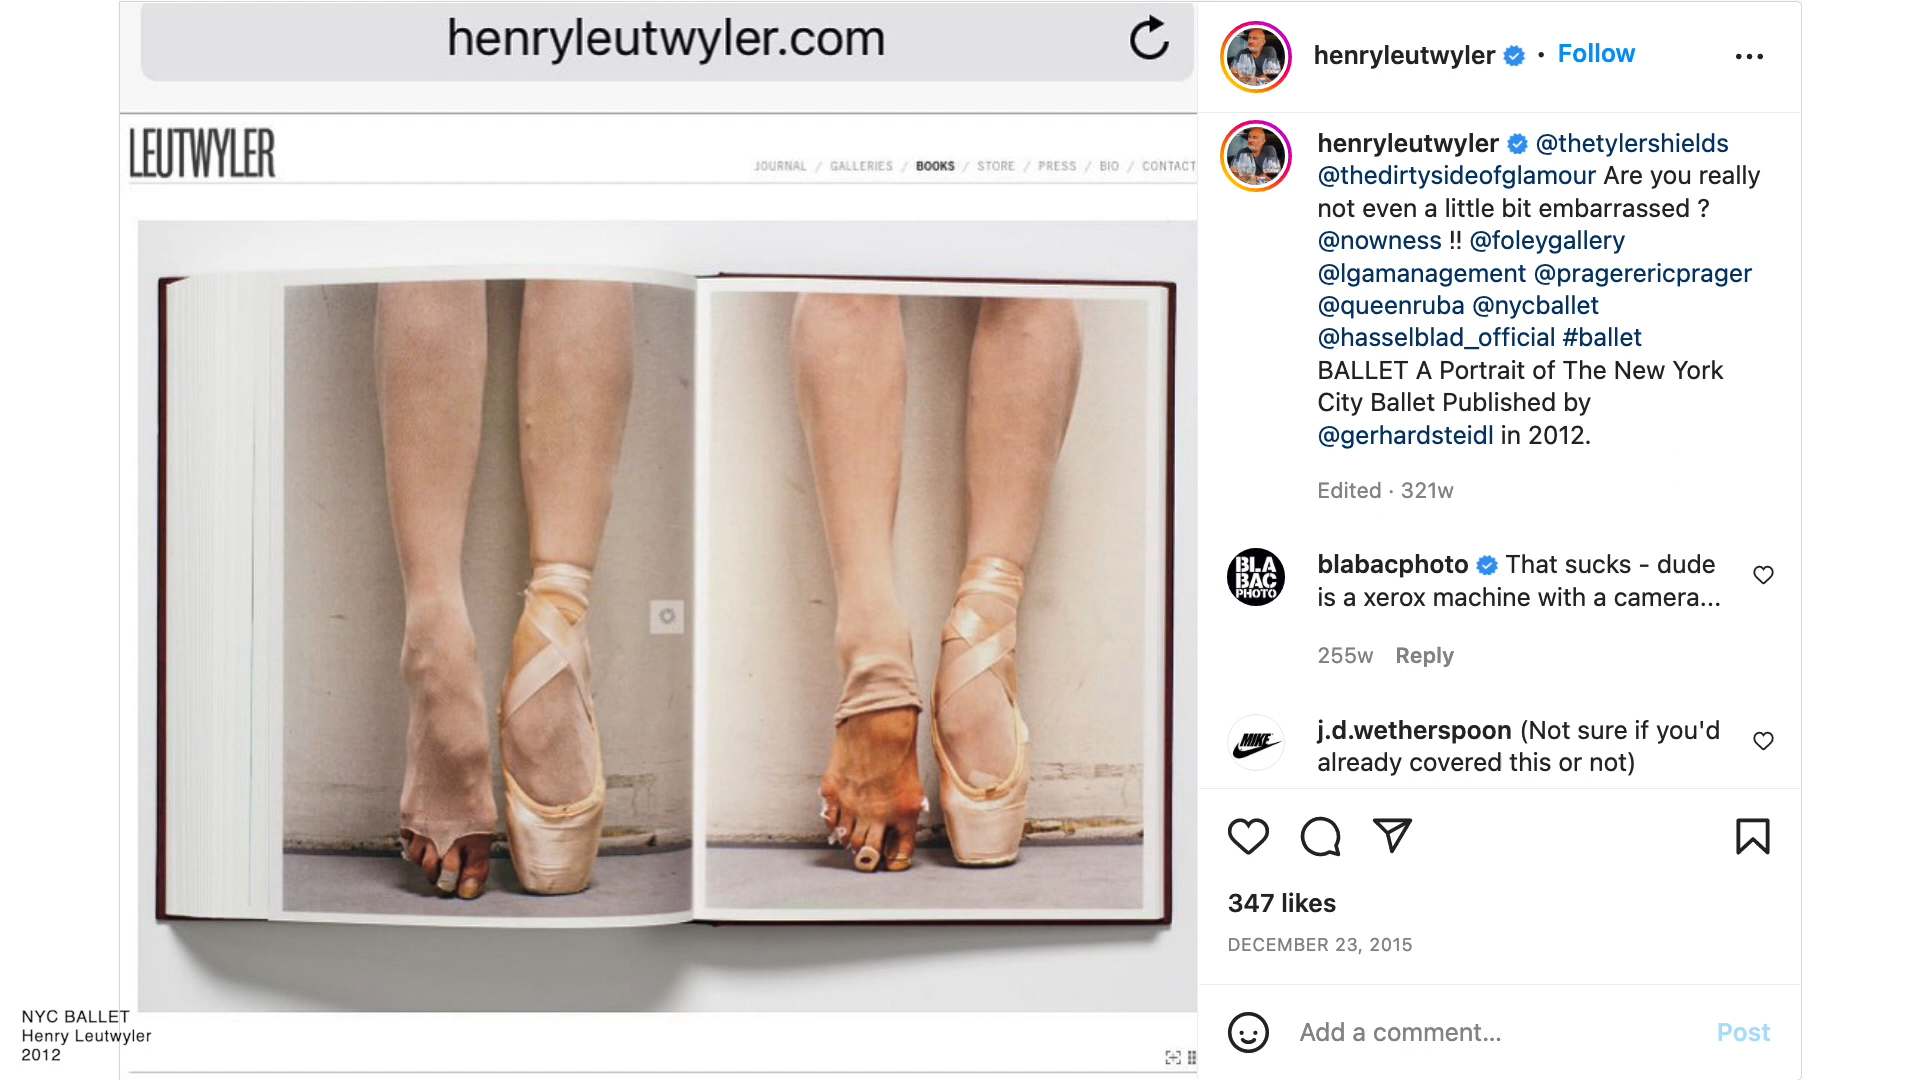 henryleutwyler.com
LEUTWYLER
JOURNAL / GALLERIES / BOOKS / STORE / PRESS / BIO / CONTACT
NYC BALLET
Henry Leutwyler
2012
henryleutwyler • Follow
henryleutwyler @thetylershields
@thedirtysideofglamour Are you really
not even a little bit embarrassed ?
@nowness !! @foleygallery
@lgamanagement @pragerericprager
@queenruba @nycballet
@hasselblad_official #ballet
BALLET A Portrait of The New York
City Ballet Published by
@gerhardsteidl in 2012.
Edited · 321w
BLA
BAC
PHOTO
blabacphoto That sucks - dude
is a xerox machine with a camera...
255w Reply
MIKE
j.d.wetherspoon (Not sure if you'd
already covered this or not)
347 likes
DECEMBER 23, 2015
Add a comment...
Post